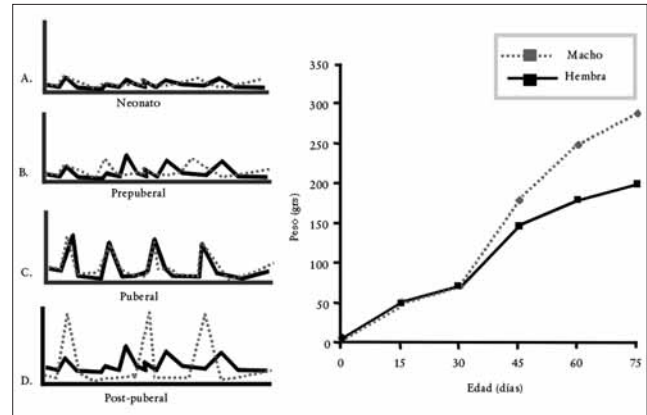 A.
Neonato
B.
Prepuberal
C.
Puberal
D.
Post-puberal
Macho
Hembra
350
300
250
200
150
100
50
0
Peso (grs)
0 15 30 45 60 75
Edad (días)